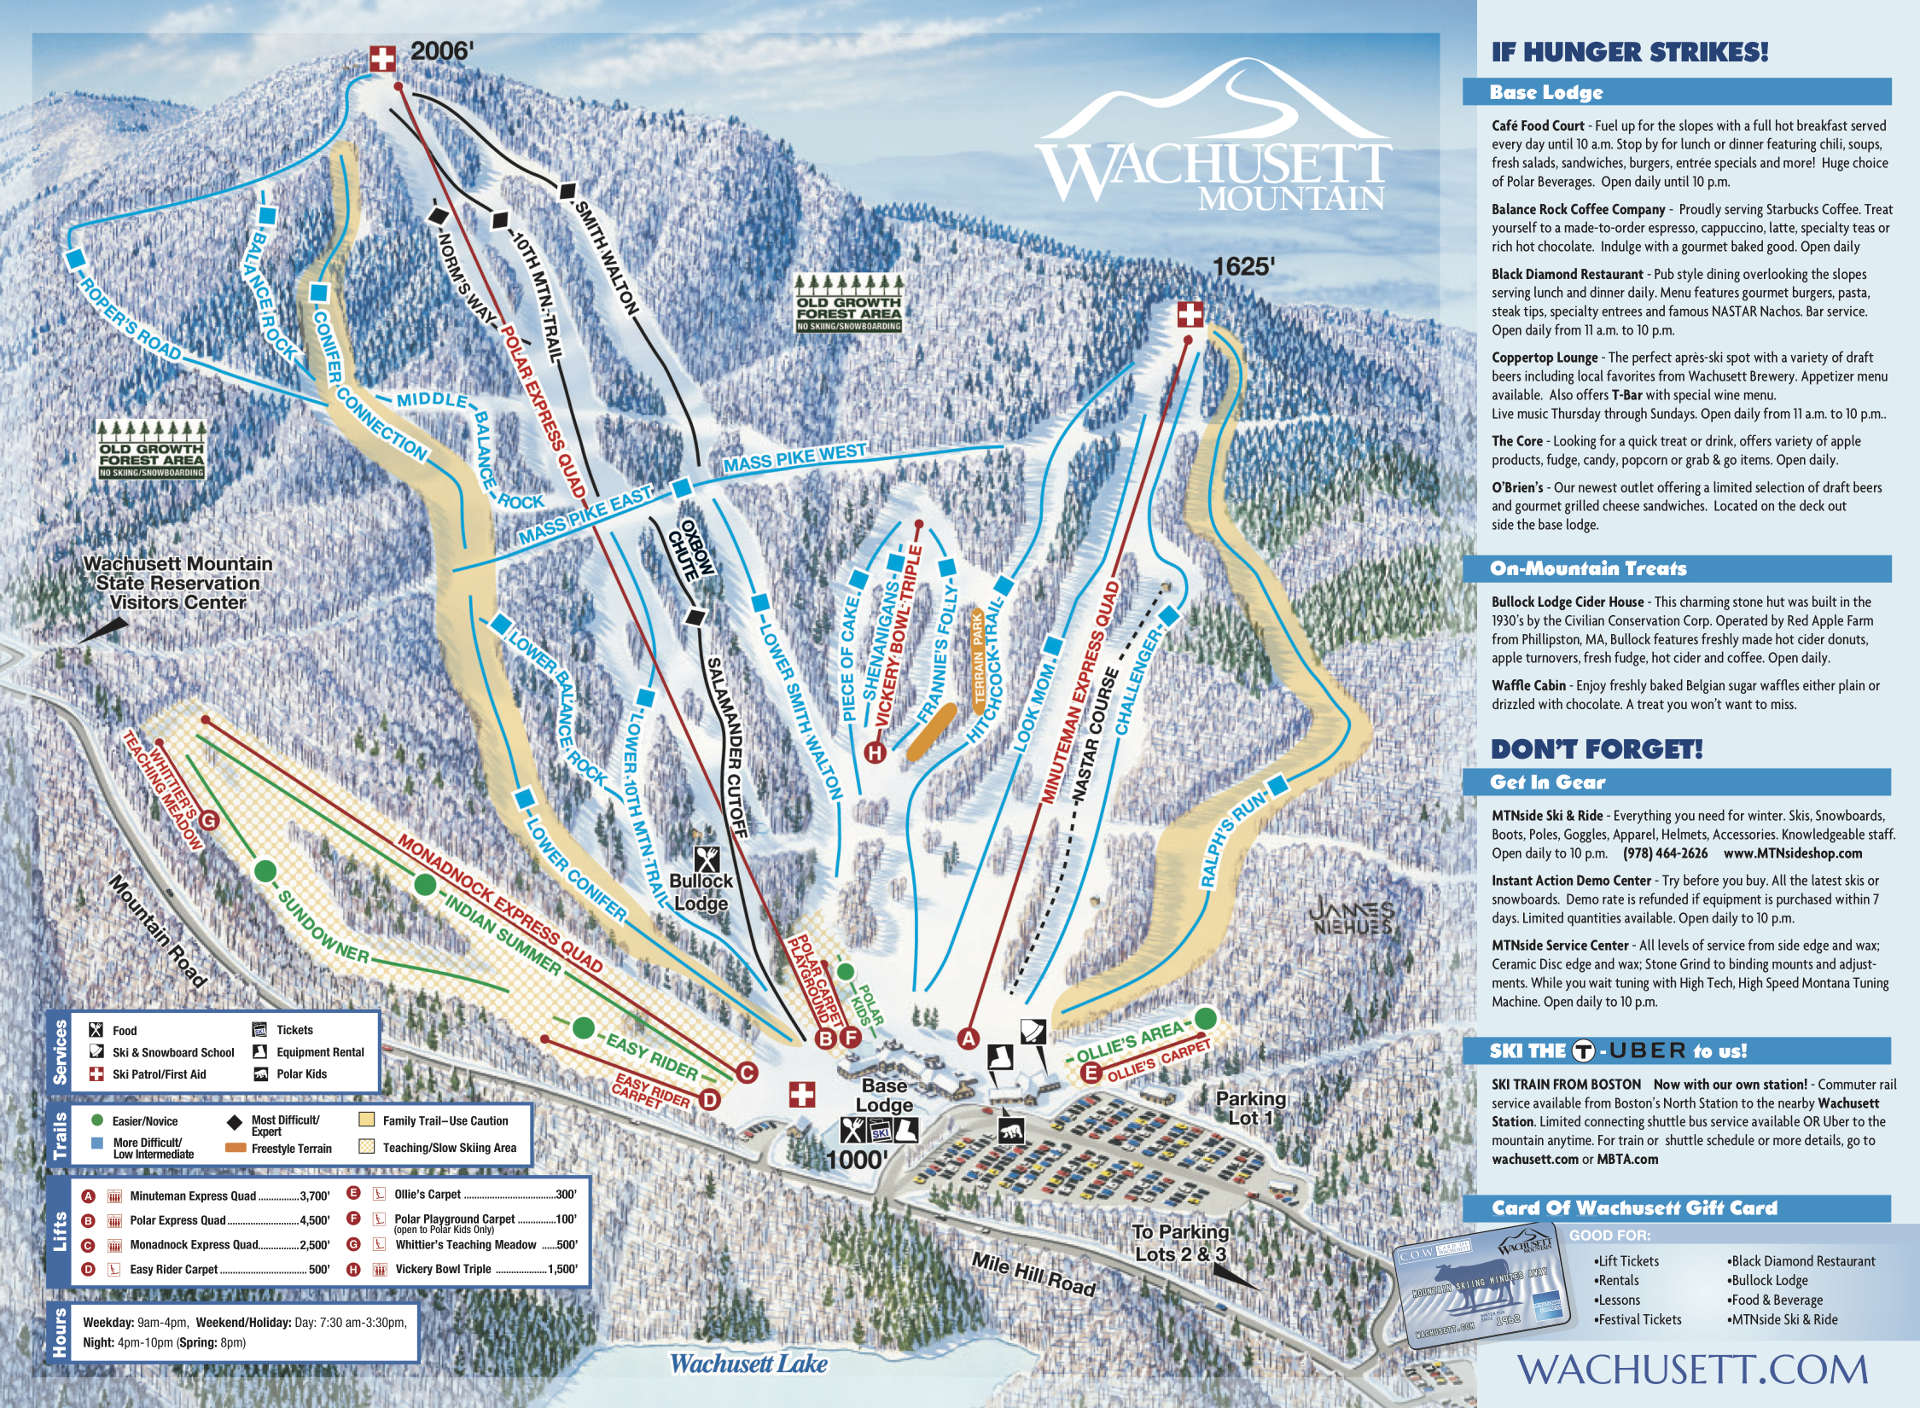 2006'
WACHUSETT
MOUNTAIN
1625'
OLD GROWTH
FOREST AREA
NO SKIING/SNOWBOARDING
OLD GROWTH
FOREST AREA
NO SKIING/SNOWBOARDING
ROPER'S ROAD
BALANCE ROCK
CONIFER CONNECTION
NORM'S WAY
10TH MTN. TRAIL
SMITH WALTON
POLAR EXPRESS QUAD
MIDDLE BALANCE ROCK
MASS PIKE WEST
MASS PIKE EAST
OXBOW
CHUTE
Wachusett Mountain
State Reservation
Visitors Center
LOWER BALANCE ROCK
LOWER 10TH MTN. TRAIL
SALAMANDER CUTOFF
LOWER SMITH WALTON
PIECE OF CAKE
SHENANIGANS
VICKERY BOWL TRIPLE
FRANNIE'S FOLLY
TERRAIN PARK
HITCHCOCK TRAIL
LOOK MOM
MINUTEMAN EXPRESS QUAD
NASTAR COURSE
CHALLENGER
RALPH'S RUN
H
WHITTIER'S
TEACHING MEADOW
G
MONADNOCK EXPRESS QUAD
INDIAN SUMMER
SUNDOWNER
LOWER CONIFER
Bullock
Lodge
Mountain Road
POLAR CARPET
PLAYGROUND
POLAR
KIDS
JAMES
NIEHUES
EASY RIDER
EASY RIDER
CARPET
C
D
B
F
A
E
OLLIE'S AREA
OLLIE'S CARPET
Base
Lodge
SKI
1000'
Parking
Lot 1
To Parking
Lots 2 & 3
Mile Hill Road
Wachusett Lake
Services
Food
Tickets
Ski & Snowboard School
Equipment Rental
Ski Patrol/First Aid
Polar Kids
Trails
Easier/Novice
Most Difficult/
Expert
Family Trail–Use Caution
More Difficult/
Low Intermediate
Freestyle Terrain
Teaching/Slow Skiing Area
Lifts
A Minuteman Express Quad ...............3,700'
E Ollie's Carpet ..................................300'
B Polar Express Quad..........................4,500'
F Polar Playground Carpet ..............100'
(open to Polar Kids Only)
C Monadnock Express Quad...............2,500'
G Whittier's Teaching Meadow .....500'
D Easy Rider Carpet ............................... 500'
H Vickery Bowl Triple ...................1,500'
Hours
Weekday: 9am-4pm, Weekend/Holiday: Day: 7:30 am-3:30pm,
Night: 4pm-10pm (Spring: 8pm)
IF HUNGER STRIKES!
Base Lodge
Café Food Court - Fuel up for the slopes with a full hot breakfast served
every day until 10 a.m. Stop by for lunch or dinner featuring chili, soups,
fresh salads, sandwiches, burgers, entrée specials and more! Huge choice
of Polar Beverages. Open daily until 10 p.m.
Balance Rock Coffee Company - Proudly serving Starbucks Coffee. Treat
yourself to a made-to-order espresso, cappuccino, latte, specialty teas or
rich hot chocolate. Indulge with a gourmet baked good. Open daily
Black Diamond Restaurant - Pub style dining overlooking the slopes
serving lunch and dinner daily. Menu features gourmet burgers, pasta,
steak tips, specialty entrees and famous NASTAR Nachos. Bar service.
Open daily from 11 a.m. to 10 p.m.
Coppertop Lounge - The perfect après-ski spot with a variety of draft
beers including local favorites from Wachusett Brewery. Appetizer menu
available. Also offers T-Bar with special wine menu.
Live music Thursday through Sundays. Open daily from 11 a.m. to 10 p.m..
The Core - Looking for a quick treat or drink, offers variety of apple
products, fudge, candy, popcorn or grab & go items. Open daily.
O'Brien's - Our newest outlet offering a limited selection of draft beers
and gourmet grilled cheese sandwiches. Located on the deck out
side the base lodge.
On-Mountain Treats
Bullock Lodge Cider House - This charming stone hut was built in the
1930's by the Civilian Conservation Corp. Operated by Red Apple Farm
from Phillipston, MA, Bullock features freshly made hot cider donuts,
apple turnovers, fresh fudge, hot cider and coffee. Open daily.
Waffle Cabin - Enjoy freshly baked Belgian sugar waffles either plain or
drizzled with chocolate. A treat you won't want to miss.
DON'T FORGET!
Get In Gear
MTNside Ski & Ride - Everything you need for winter. Skis, Snowboards,
Boots, Poles, Goggles, Apparel, Helmets, Accessories. Knowledgeable staff.
Open daily to 10 p.m. (978) 464-2626 www.MTNsideshop.com
Instant Action Demo Center - Try before you buy. All the latest skis or
snowboards. Demo rate is refunded if equipment is purchased within 7
days. Limited quantities available. Open daily to 10 p.m.
MTNside Service Center - All levels of service from side edge and wax;
Ceramic Disc edge and wax; Stone Grind to binding mounts and adjust-
ments. While you wait tuning with High Tech, High Speed Montana Tuning
Machine. Open daily to 10 p.m.
SKI THE T - UBER to us!
SKI TRAIN FROM BOSTON Now with our own station! - Commuter rail
service available from Boston's North Station to the nearby Wachusett
Station. Limited connecting shuttle bus service available OR Uber to the
mountain anytime. For train or shuttle schedule or more details, go to
wachusett.com or MBTA.com
Card Of Wachusett Gift Card
C.O.W.
WACHUSETT
MOUNTAIN SKIING MINUTES AWAY
WACHUSETT.COM 1962
GOOD FOR:
•Lift Tickets
•Rentals
•Lessons
•Festival Tickets
•Black Diamond Restaurant
•Bullock Lodge
•Food & Beverage
•MTNside Ski & Ride
WACHUSETT.COM